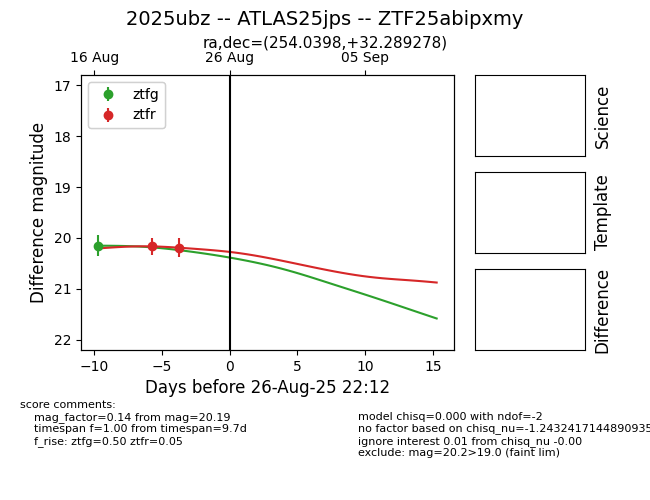 2025ubz -- ATLAS25jps -- ZTF25abipxmy
ra,dec=(254.0398,+32.289278)
16 Aug 26 Aug 05 Sep
ztfg
ztfr
17
18
19
20
21
22
Difference magnitude
−10 −5 0 5 10 15
Days before 26-Aug-25 22:12
Science
Template
Difference
score comments:
mag_factor=0.14 from mag=20.19
timespan f=1.00 from timespan=9.7d
f_rise: ztfg=0.50 ztfr=0.05
model chisq=0.000 with ndof=-2
no factor based on chisq_nu=-1.2432417144890935
ignore interest 0.01 from chisq_nu -0.00
exclude: mag=20.2>19.0 (faint lim)